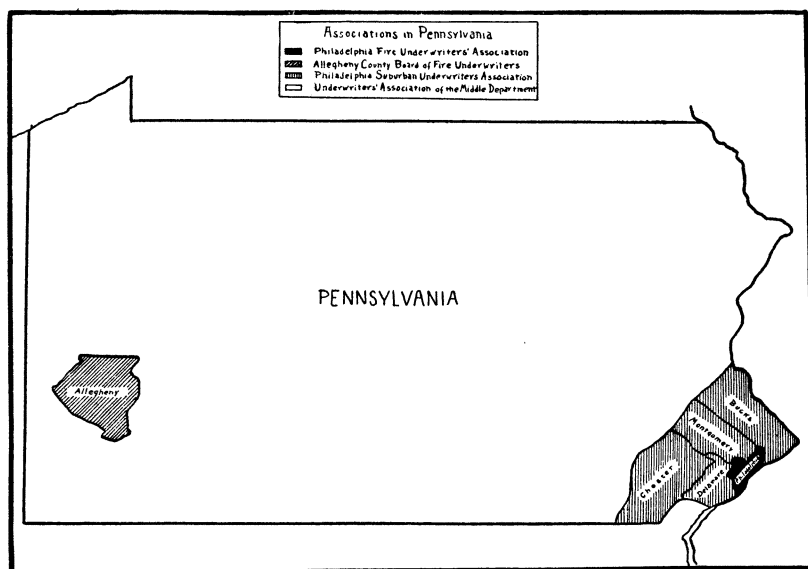 Associations in Pennsylvania
Philadelphia Fire Underwriters' Association
Allegheny County Board of Fire Underwriters
Philadelphia Suburban Underwriters Association
Underwriters' Association of the Middle Department
PENNSYLVANIA
Allegheny
Bucks
Montgomery
Chester
Delaware